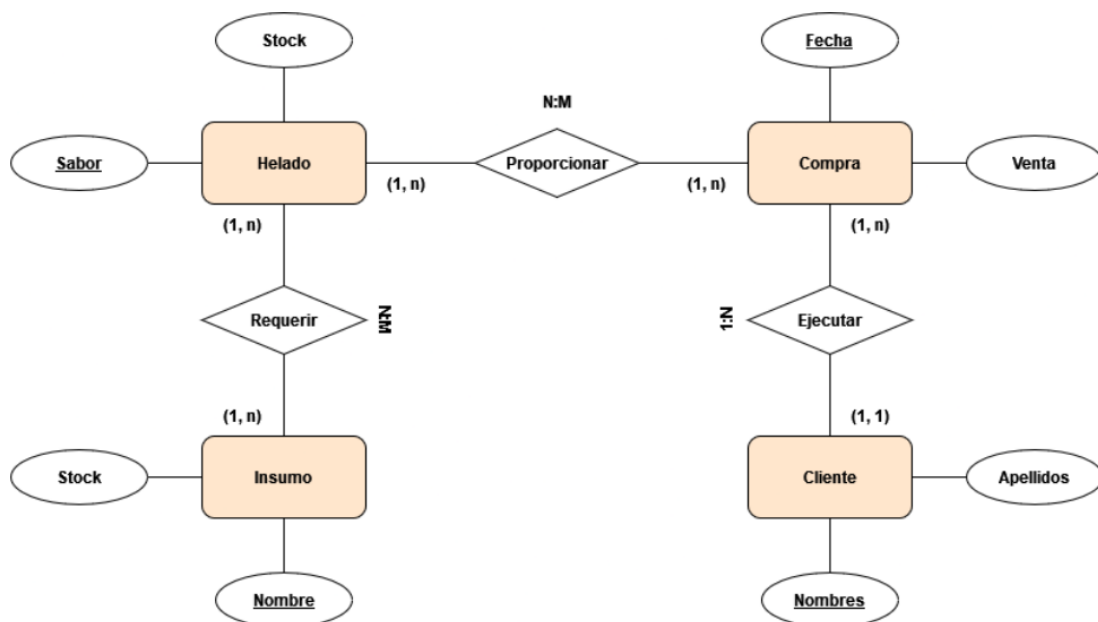 Stock
Fecha
N:M
Sabor
Helado
Proporcionar
Compra
Venta
(1, n)
(1, n)
(1, n)
(1, n)
Requerir
N:M
1:N
Ejecutar
(1, n)
(1, 1)
Stock
Insumo
Cliente
Apellidos
Nombre
Nombres